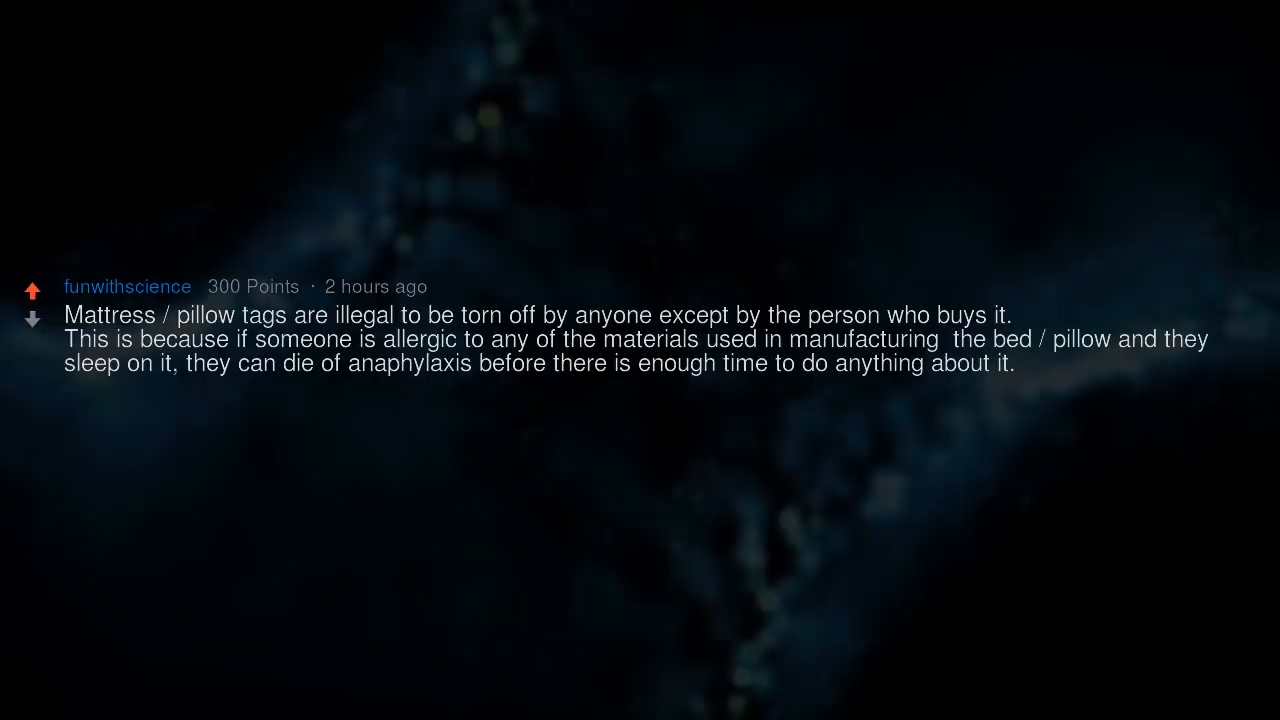 funwithscience 300 Points · 2 hours ago
Mattress / pillow tags are illegal to be torn off by anyone except by the person who buys it.
This is because if someone is allergic to any of the materials used in manufacturing  the bed / pillow and they
sleep on it, they can die of anaphylaxis before there is enough time to do anything about it.